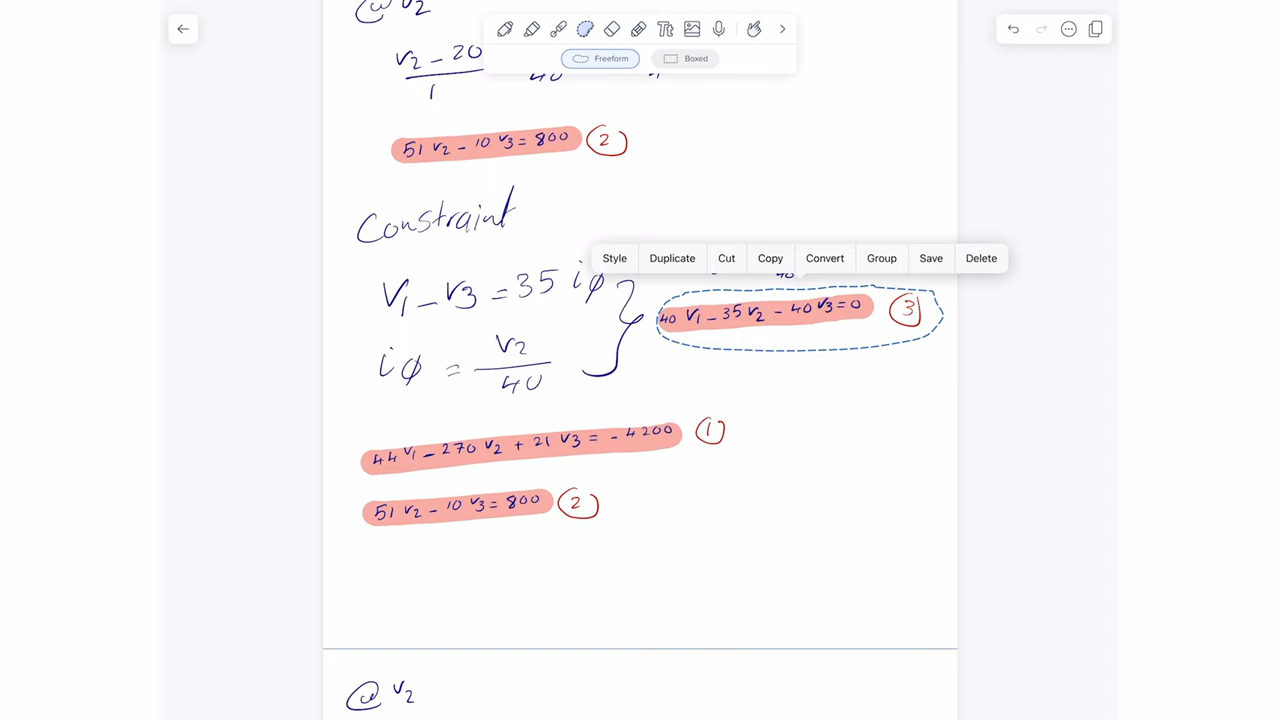 @ v2
v2 - 20
1
40
Freeform Boxed
51 v2 - 10 v3 = 800 2
Constraint
Style Duplicate Cut Copy Convert Group Save Delete
v1 - v3 = 35 iφ
40
40 v1 - 35 v2 - 40 v3 = 0 3
iφ = v2
40
44 v1 - 270 v2 + 21 v3 = - 4200 1
51 v2 - 10 v3 = 800 2
@ v2